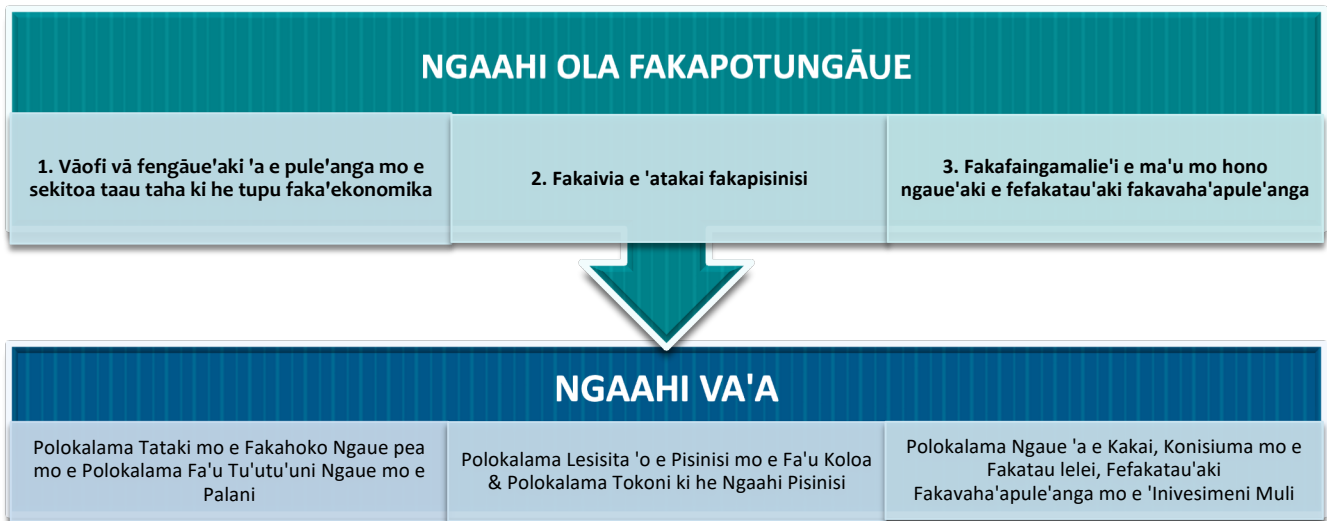 NGAAHI OLA FAKAPOTUNGĀUE
1. Vāofi vā fengāue'aki 'a e pule'anga mo e
sekitoa taau taha ki he tupu faka'ekonomika
2. Fakaivia e 'atakai fakapisinisi
3. Fakafaingamalie'i e ma'u mo hono
ngaue'aki e fefakatau'aki fakavaha'apule'anga
NGAAHI VA'A
Polokalama Tataki mo e Fakahoko Ngaue pea
mo e Polokalama Fa'u Tu'utu'uni Ngaue mo e
Palani
Polokalama Lesisita 'o e Pisinisi mo e Fa'u Koloa
& Polokalama Tokoni ki he Ngaahi Pisinisi
Polokalama Ngaue 'a e Kakai, Konisiuma mo e
Fakatau lelei, Fefakatau'aki
Fakavaha'apule'anga mo e 'Inivesimeni Muli